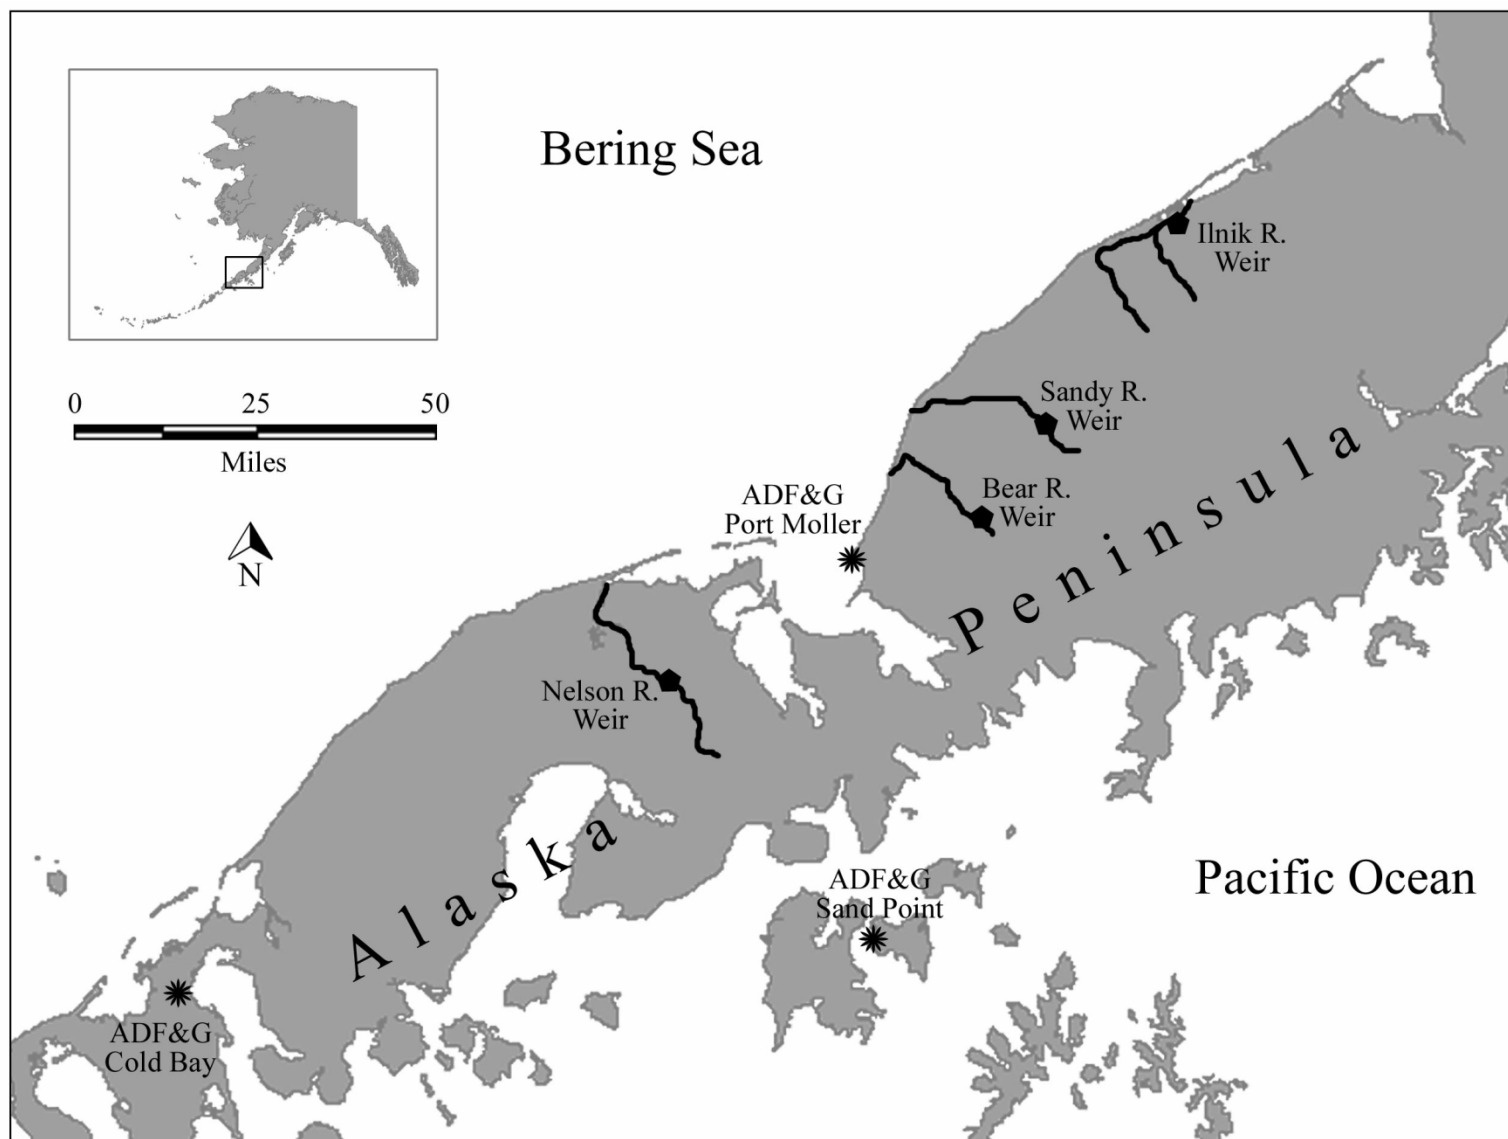 Bering Sea
Ilnik R.
Weir
0 25 50
Miles
Sandy R.
Weir
Bear R.
Weir
ADF&G
Port Moller
N
Nelson R.
Weir
Alaska Peninsula
Pacific Ocean
ADF&G
Sand Point
ADF&G
Cold Bay